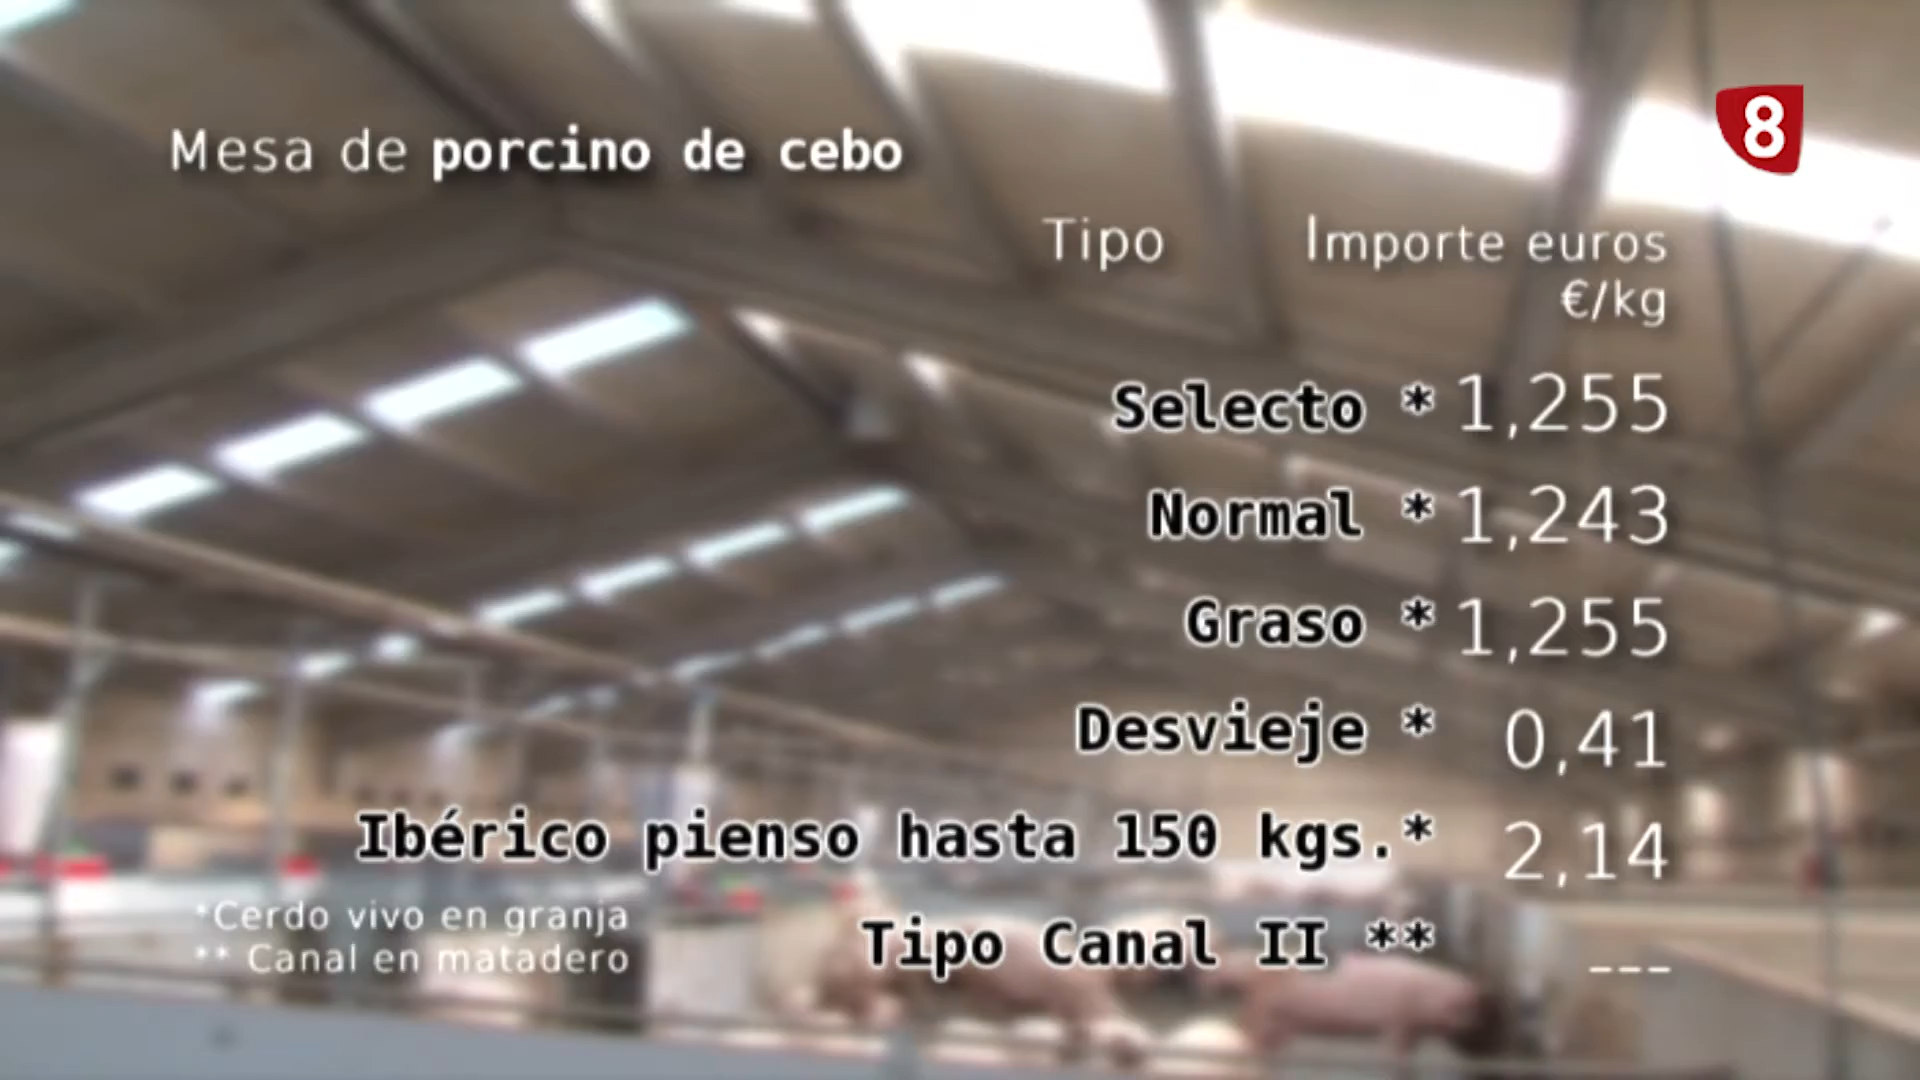 8
Mesa de porcino de cebo
Tipo Importe euros
€/kg
Selecto * 1,255
Normal * 1,243
Graso * 1,255
Desvieje * 0,41
Ibérico pienso hasta 150 kgs.* 2,14
*Cerdo vivo en granja
** Canal en matadero
Tipo Canal II ** ---